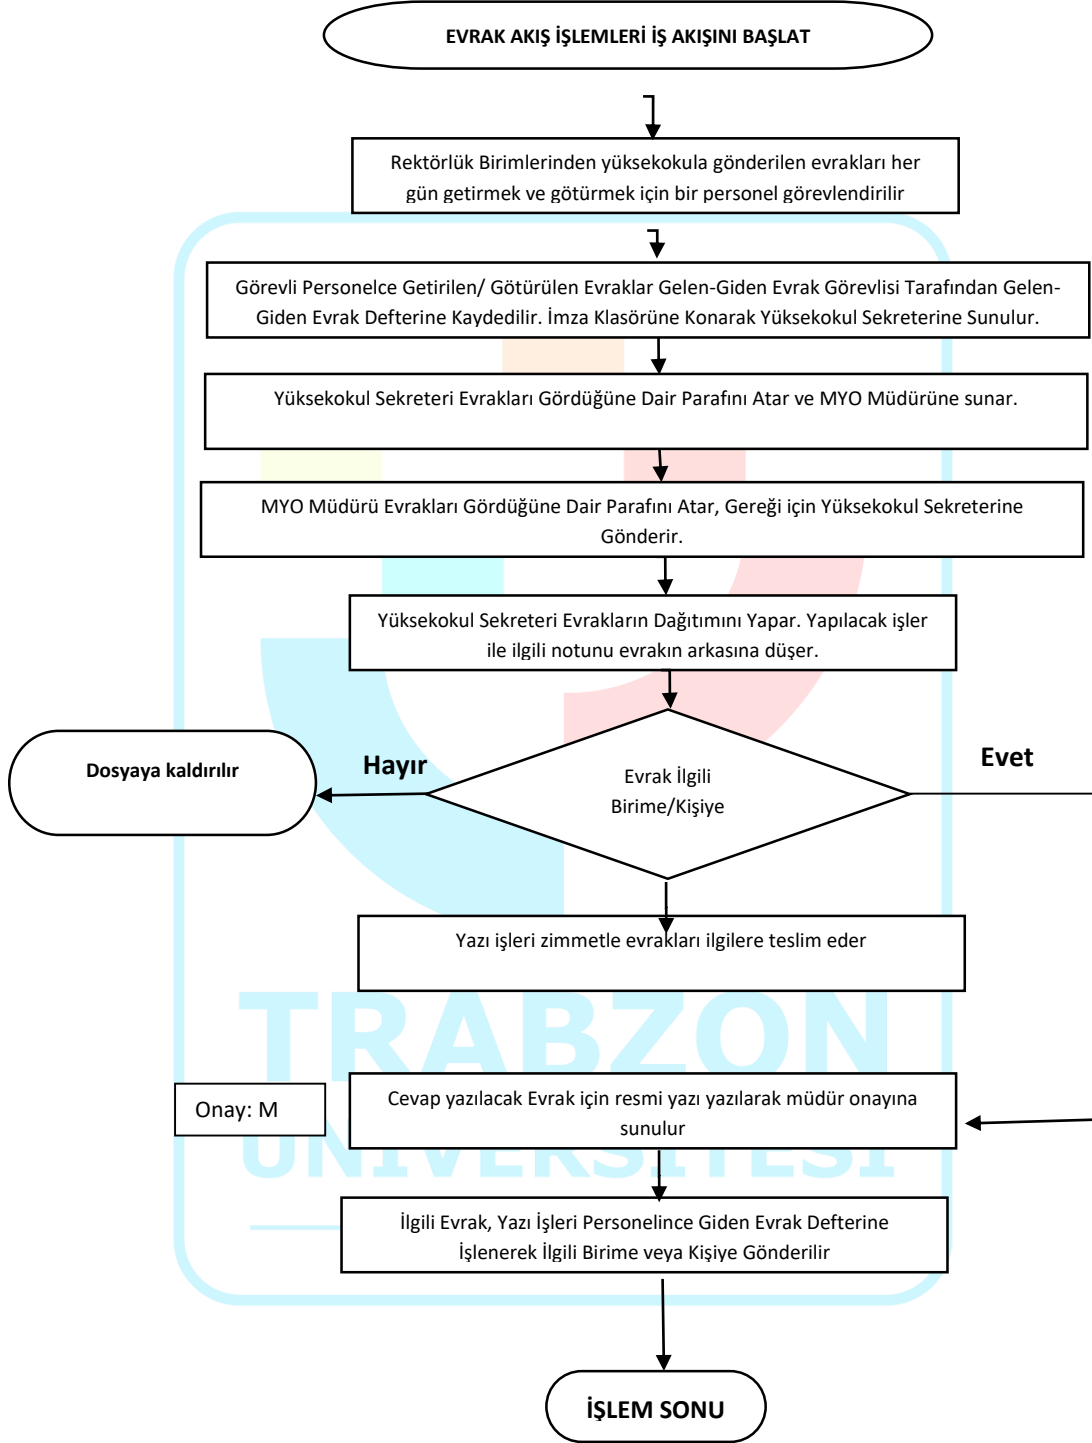 EVRAK AKIŞ İŞLEMLERİ İŞ AKIŞINI BAŞLAT
Rektörlük Birimlerinden yüksekokula gönderilen evrakları her
gün getirmek ve götürmek için bir personel görevlendirilir
Görevli Personelce Getirilen/ Götürülen Evraklar Gelen-Giden Evrak Görevlisi Tarafından Gelen-
Giden Evrak Defterine Kaydedilir. İmza Klasörüne Konarak Yüksekokul Sekreterine Sunulur.
Yüksekokul Sekreteri Evrakları Gördüğüne Dair Parafını Atar ve MYO Müdürüne sunar.
MYO Müdürü Evrakları Gördüğüne Dair Parafını Atar, Gereği için Yüksekokul Sekreterine
Gönderir.
Yüksekokul Sekreteri Evrakların Dağıtımını Yapar. Yapılacak işler
ile ilgili notunu evrakın arkasına düşer.
Dosyaya kaldırılır
Hayır
Evrak İlgili
Birime/Kişiye
Evet
Yazı işleri zimmetle evrakları ilgilere teslim eder
TRABZON
Onay: M
Cevap yazılacak Evrak için resmi yazı yazılarak müdür onayına
sunulur
ÜNİVERSİTESİ
İlgili Evrak, Yazı İşleri Personelince Giden Evrak Defterine
İşlenerek İlgili Birime veya Kişiye Gönderilir
İŞLEM SONU